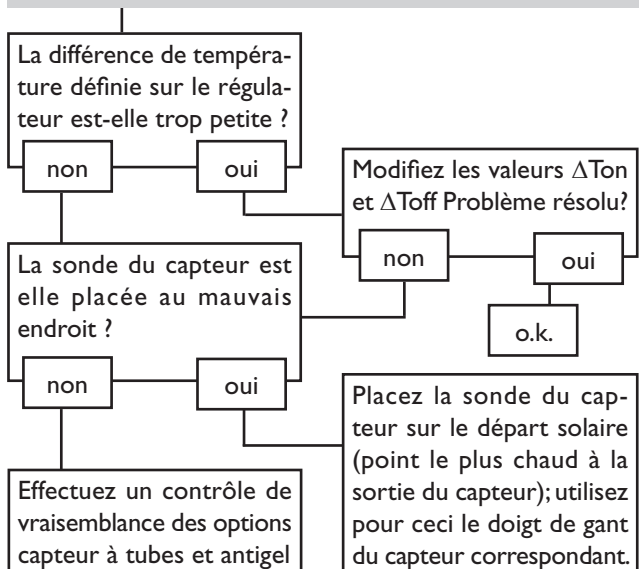 La différence de tempéra-
ture définie sur le régula-
teur est-elle trop petite ?
non
oui
Modifiez les valeurs ΔTon
et ΔToff Problème résolu?
non
oui
o.k.
La sonde du capteur est
elle placée au mauvais
endroit ?
non
oui
Placez la sonde du cap-
teur sur le départ solaire
(point le plus chaud à la
sortie du capteur); utilisez
pour ceci le doigt de gant
du capteur correspondant.
Effectuez un contrôle de
vraisemblance des options
capteur à tubes et antigel